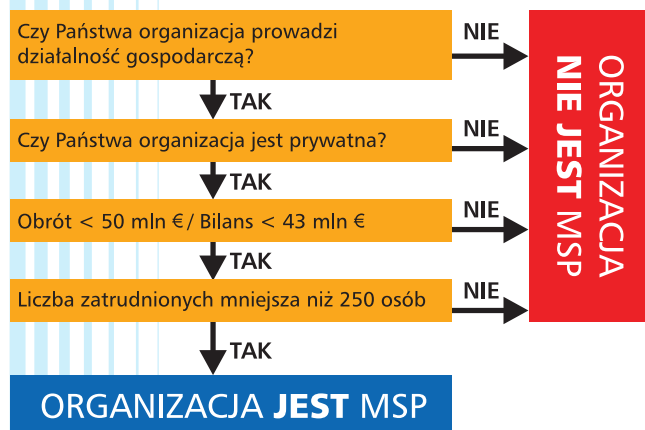 Czy Państwa organizacja prowadzi
działalność gospodarczą?
NIE
TAK
Czy Państwa organizacja jest prywatna?
NIE
TAK
Obrót < 50 mln € / Bilans < 43 mln €
NIE
TAK
Liczba zatrudnionych mniejsza niż 250 osób
NIE
TAK
ORGANIZACJA JEST MSP
ORGANIZACJA
NIE JEST MSP